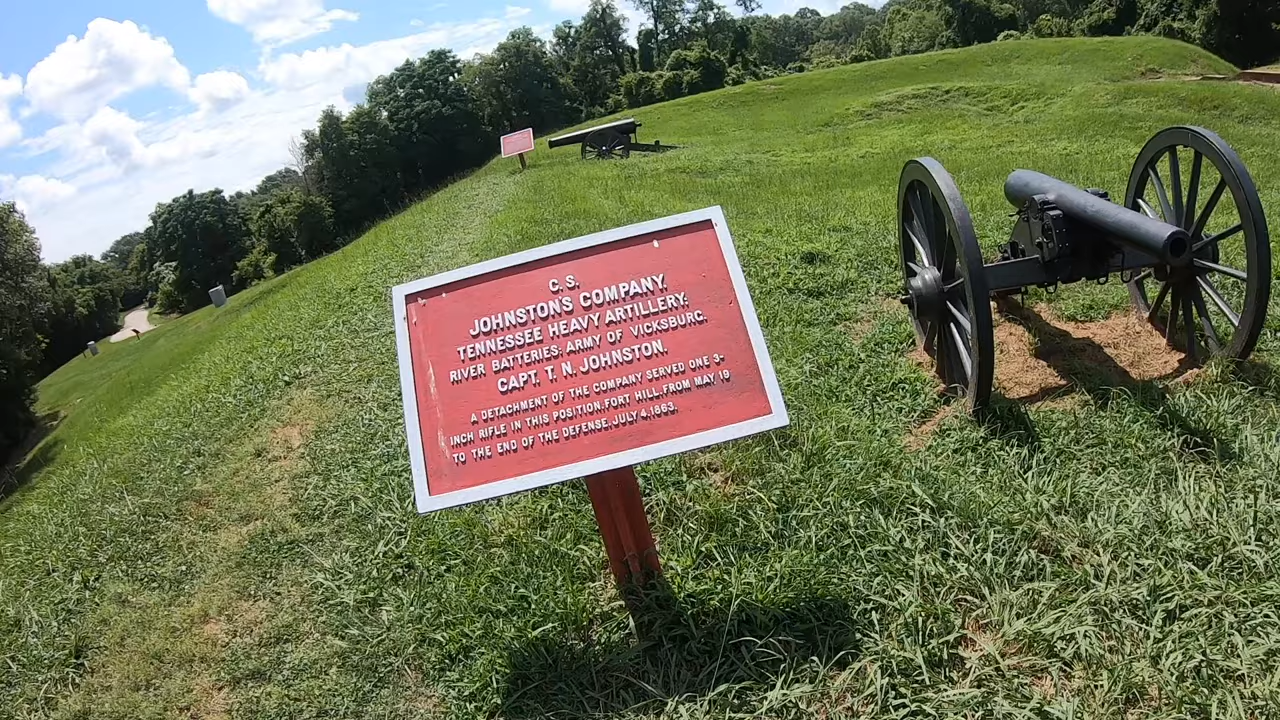 C. S.
JOHNSTON'S COMPANY,
TENNESSEE HEAVY ARTILLERY;
RIVER BATTERIES; ARMY OF VICKSBURG.
CAPT. T. N. JOHNSTON.
A DETACHMENT OF THE COMPANY SERVED ONE 3-
INCH RIFLE IN THIS POSITION, FORT HILL, FROM MAY 19
TO THE END OF THE DEFENSE, JULY 4, 1863.